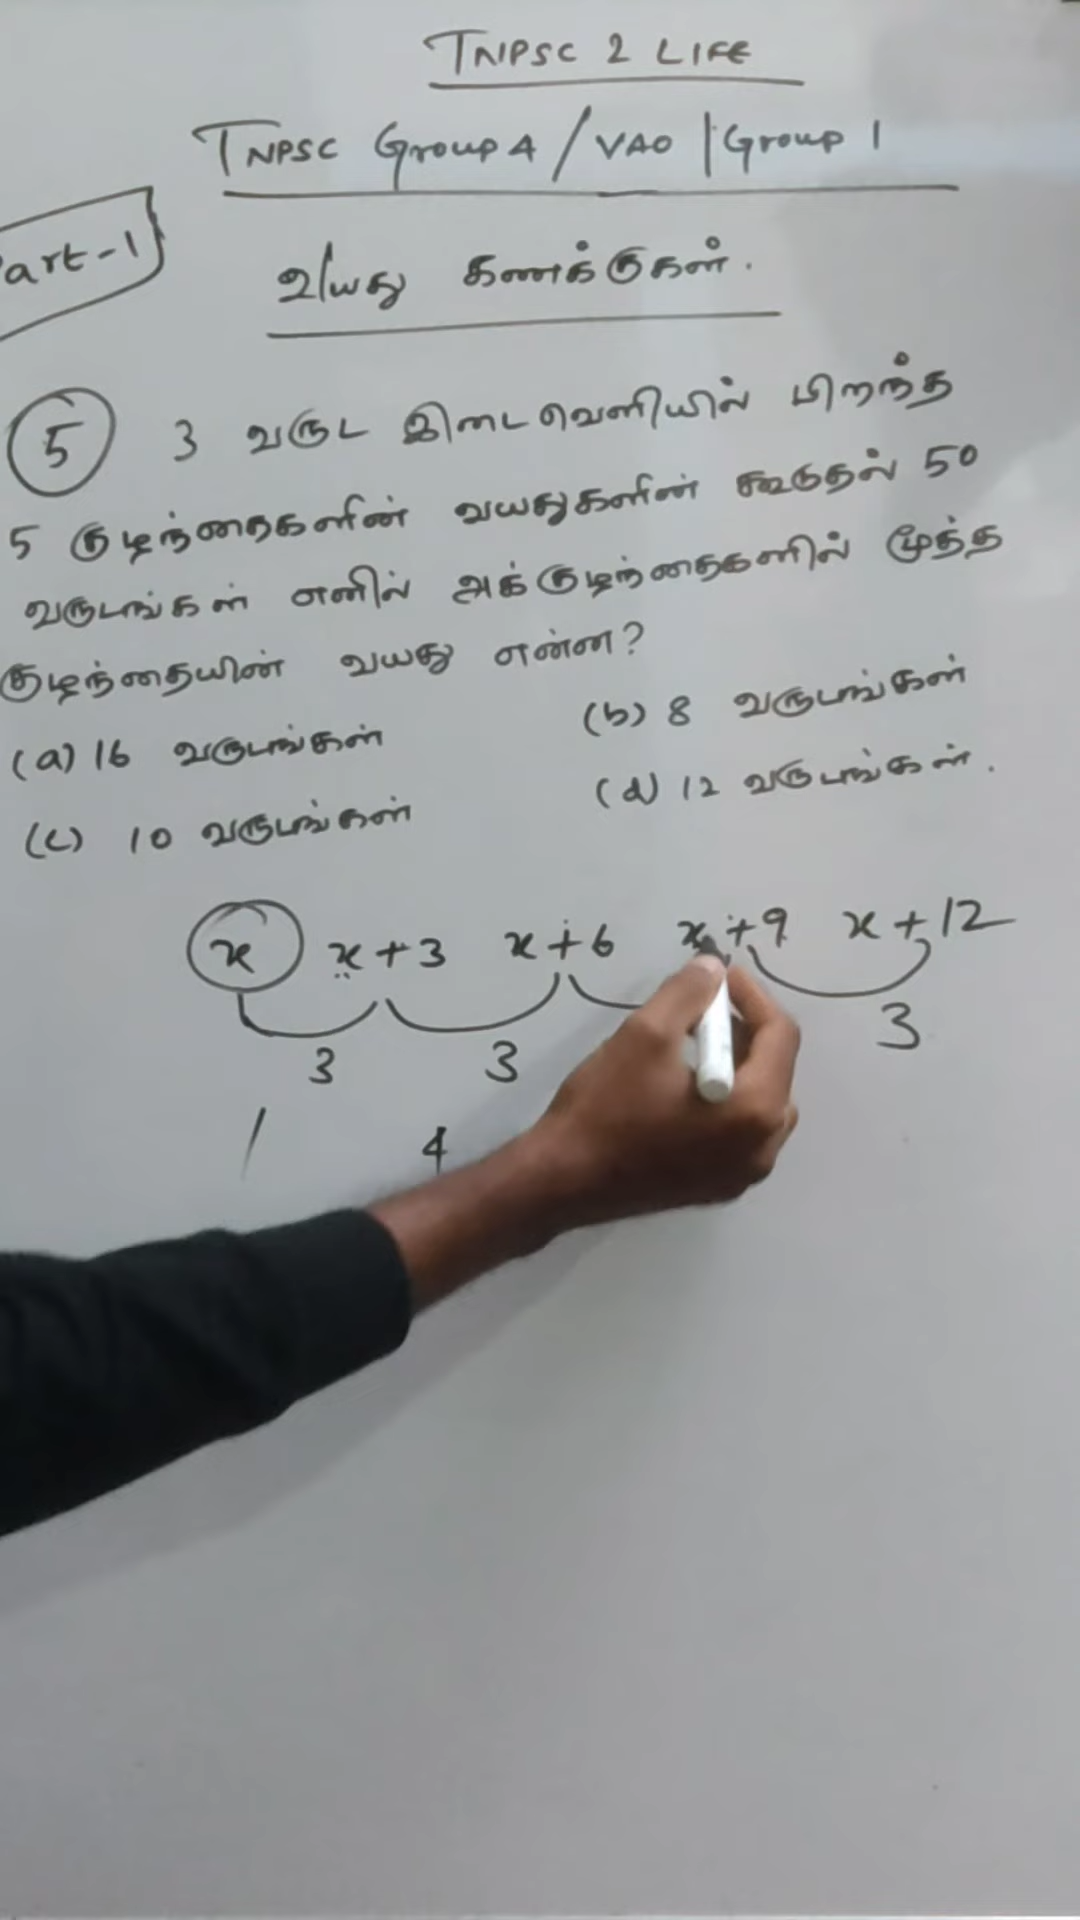 TNPSC 2 LIFE
TNPSC Group 4 / VAO | Group 1
Part-1
வயது கணக்குகள்.
5 3 வருட இடைவெளியில் பிறந்த
5 குழந்தைகளின் வயதுகளின் கூடுதல் 50
வருடங்கள் எனில் அக்குழந்தைகளில் மூத்த
குழந்தையின் வயது என்ன?
(a) 16 வருடங்கள் (b) 8 வருடங்கள்
(c) 10 வருடங்கள் (d) 12 வருடங்கள்.
x x+3 x+6 x+9 x+12
3 3 3
1 4